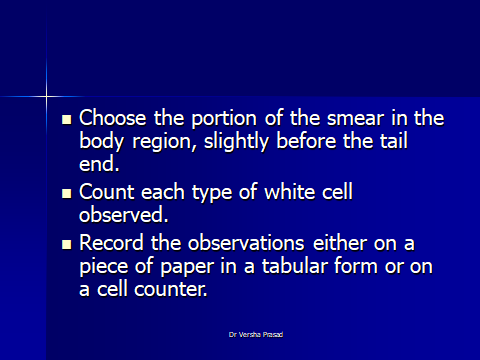 Choose the portion of the smear in the
body region, slightly before the tail
end.
Count each type of white cell
observed.
Record the observations either on a
piece of paper in a tabular form or on
a cell counter.
Dr Versha Prasad